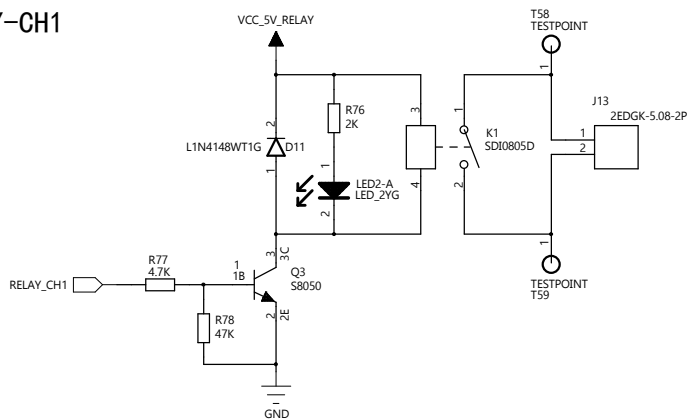 Y-CH1
VCC_5V_RELAY
T58
TESTPOINT
1
J13
2EDGK-5.08-2P
1
2
R76
2K
3
1
K1
SDI0805D
2
L1N4148WT1G
D11
1
1
LED2-A
LED_2YG
2
4
2
1
TESTPOINT
T59
R77
4.7K
RELAY_CH1
1
1B
3
3C
Q3
S8050
2
2E
R78
47K
GND